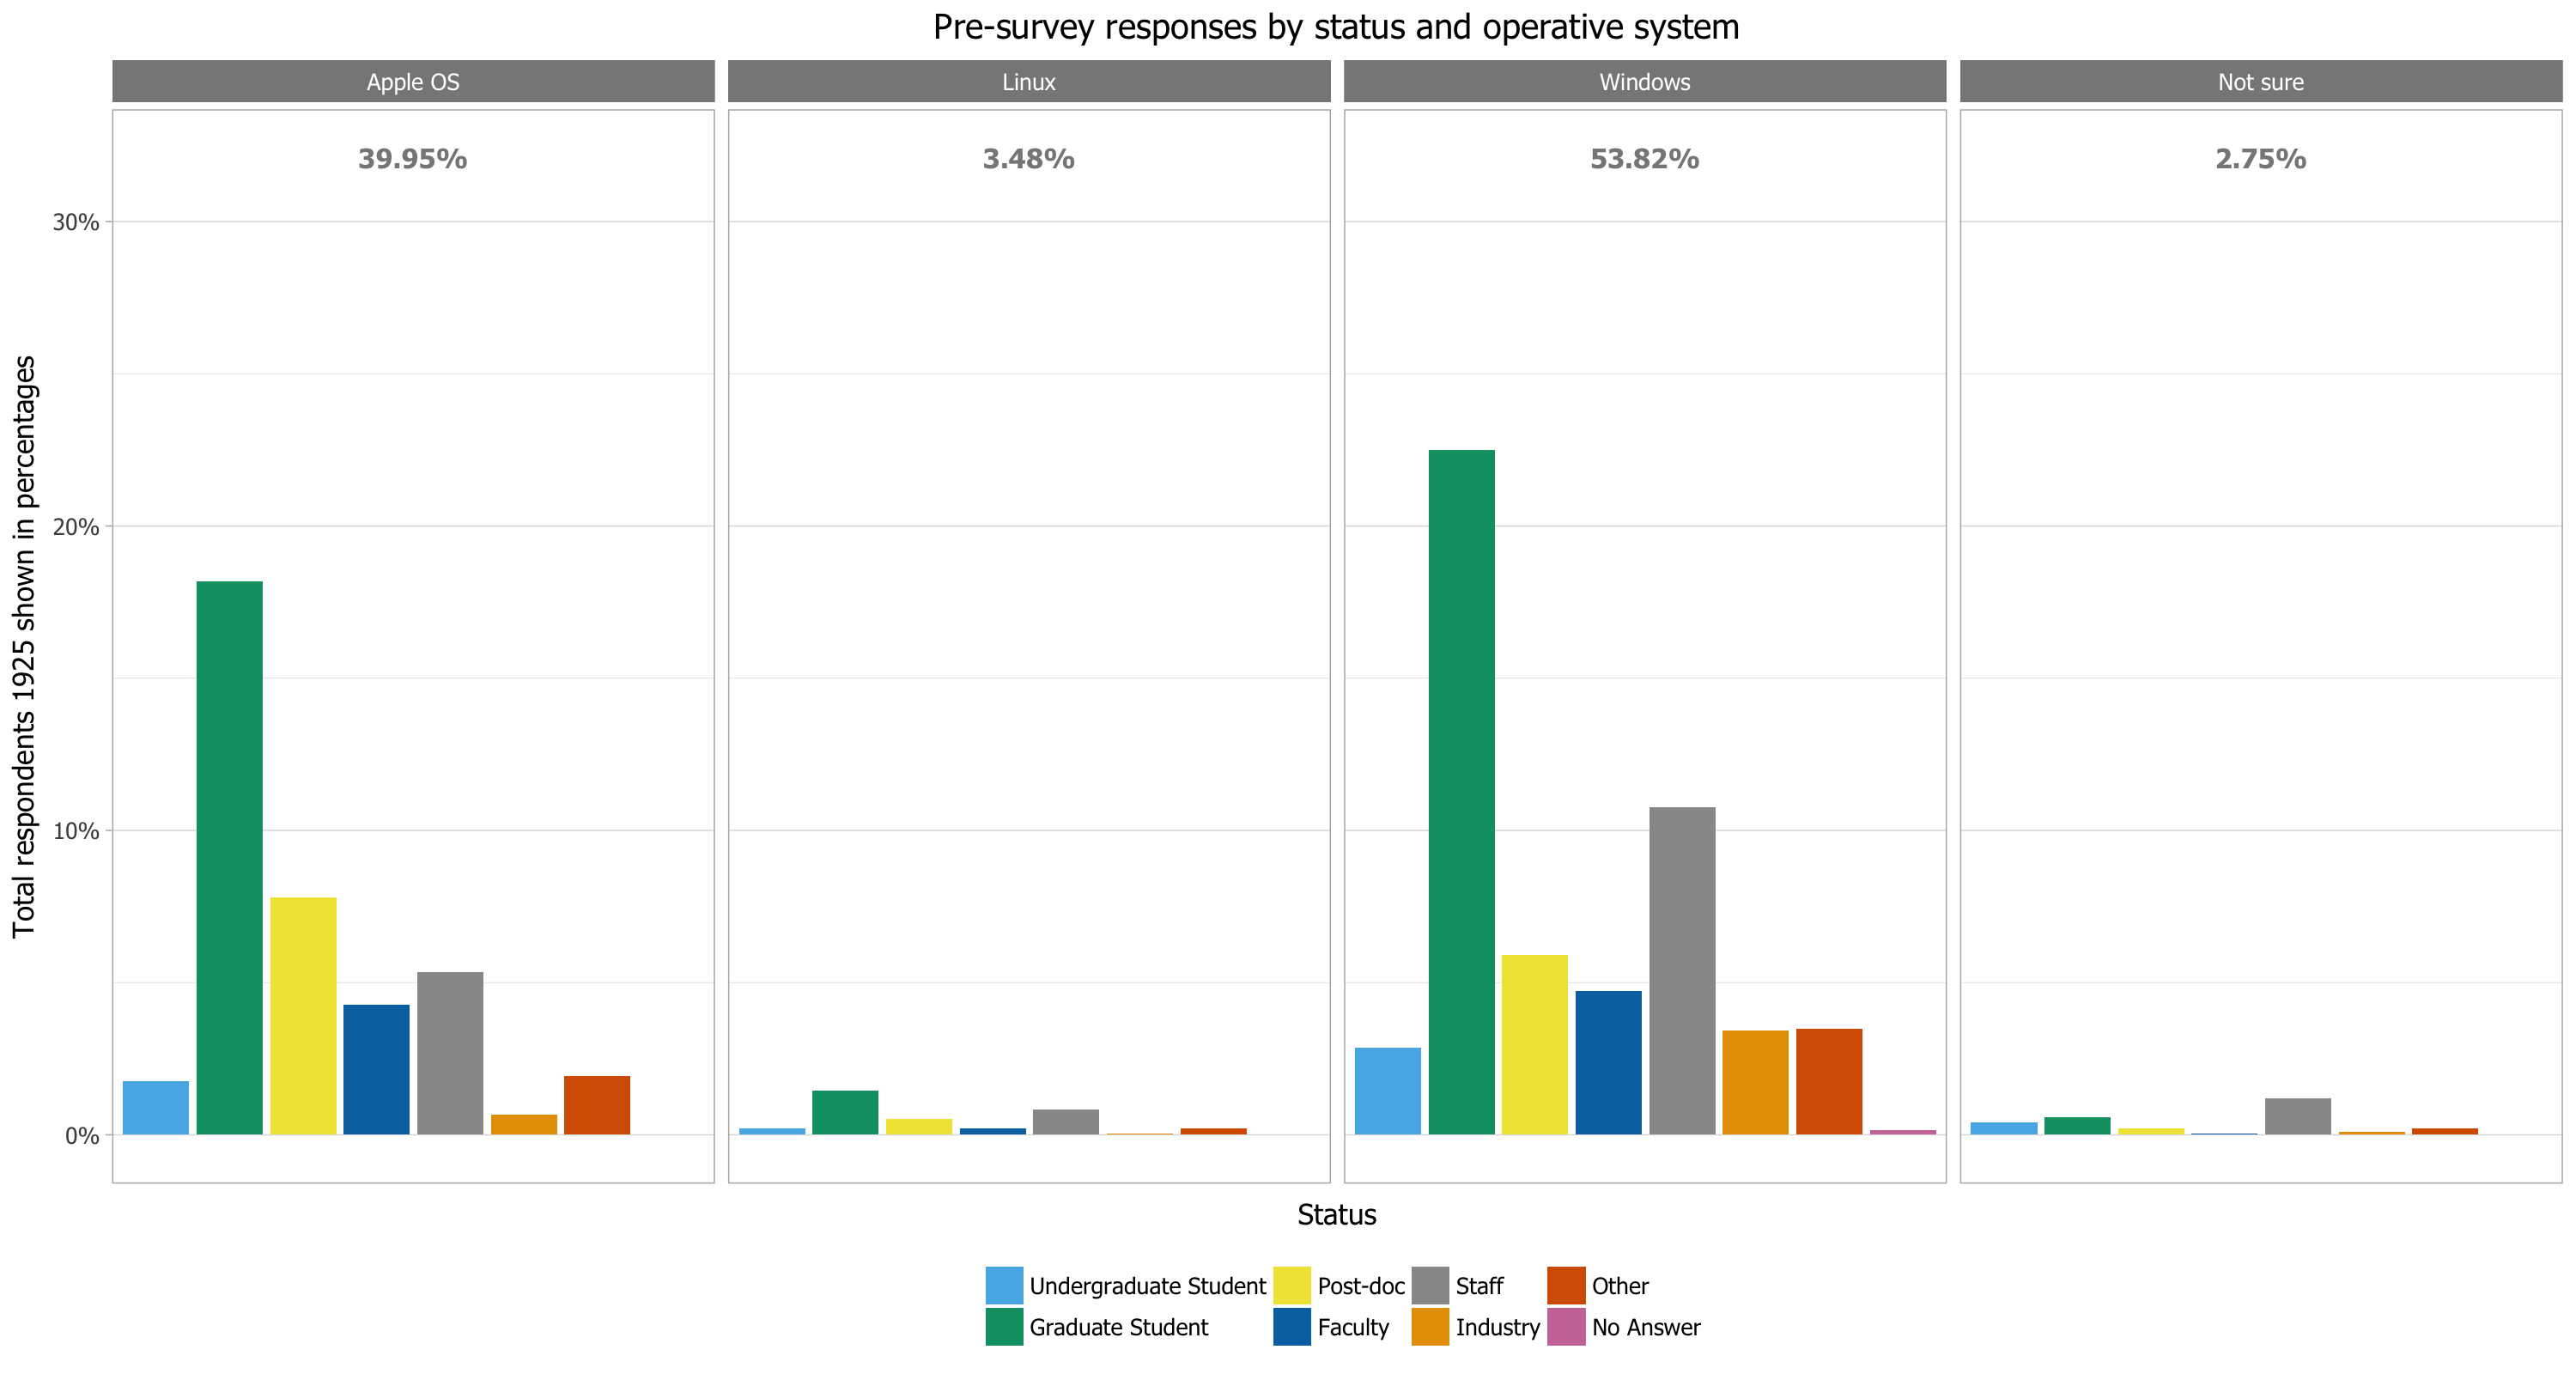 Pre-survey responses by status and operative system
Apple OS
Linux
Windows
Not sure
39.95%
3.48%
53.82%
2.75%
30%
20%
10%
0%
Total respondents 1925 shown in percentages
Status
Undergraduate Student
Post-doc
Staff
Other
Graduate Student
Faculty
Industry
No Answer